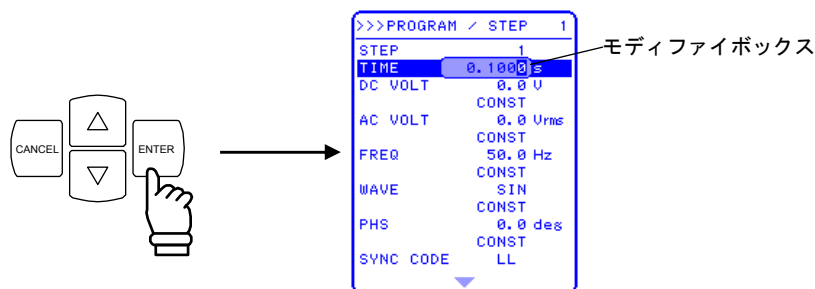 >>>PROGRAM / STEP 1
STEP 1
TIME 0.1000 s
DC VOLT 0.0 V
CONST
AC VOLT 0.0 Vrms
CONST
FREQ 50.0 Hz
CONST
WAVE SIN
CONST
PHS 0.0 deg
CONST
SYNC CODE LL
モディファイボックス
CANCEL
ENTER